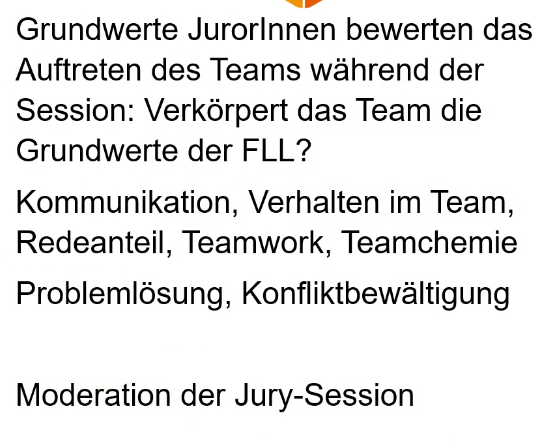 Grundwerte JurorInnen bewerten das
Auftreten des Teams während der
Session: Verkörpert das Team die
Grundwerte der FLL?
Kommunikation, Verhalten im Team,
Redeanteil, Teamwork, Teamchemie
Problemlösung, Konfliktbewältigung
Moderation der Jury-Session